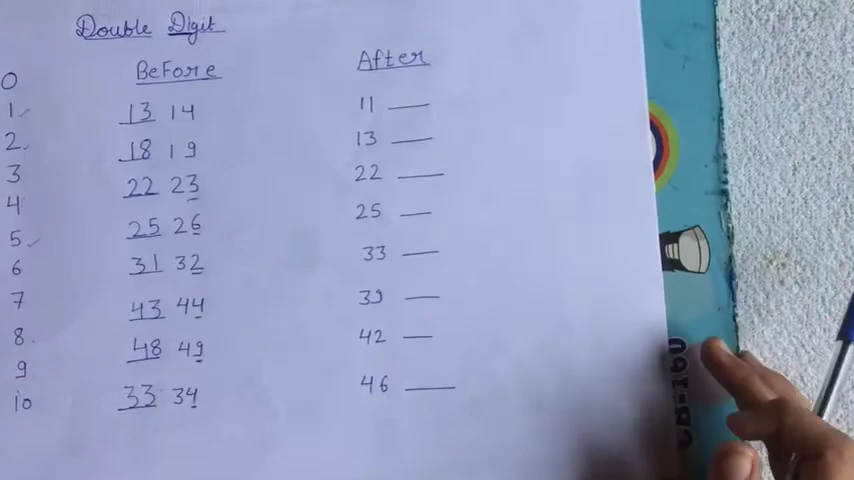 Double Digit
Before After
0
1 13 14 11
2 18 19 13
3 22 23 22
4
5 25 26 25
6 31 32 33
7 43 44 39
8 48 49 42
9
10 33 34 46